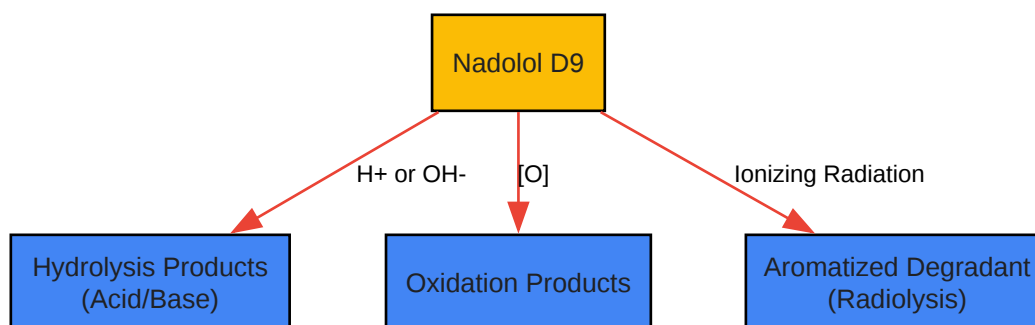 Nadolol D9
H+ or OH-
[O]
Ionizing Radiation
Hydrolysis Products
(Acid/Base)
Oxidation Products
Aromatized Degradant
(Radiolysis)